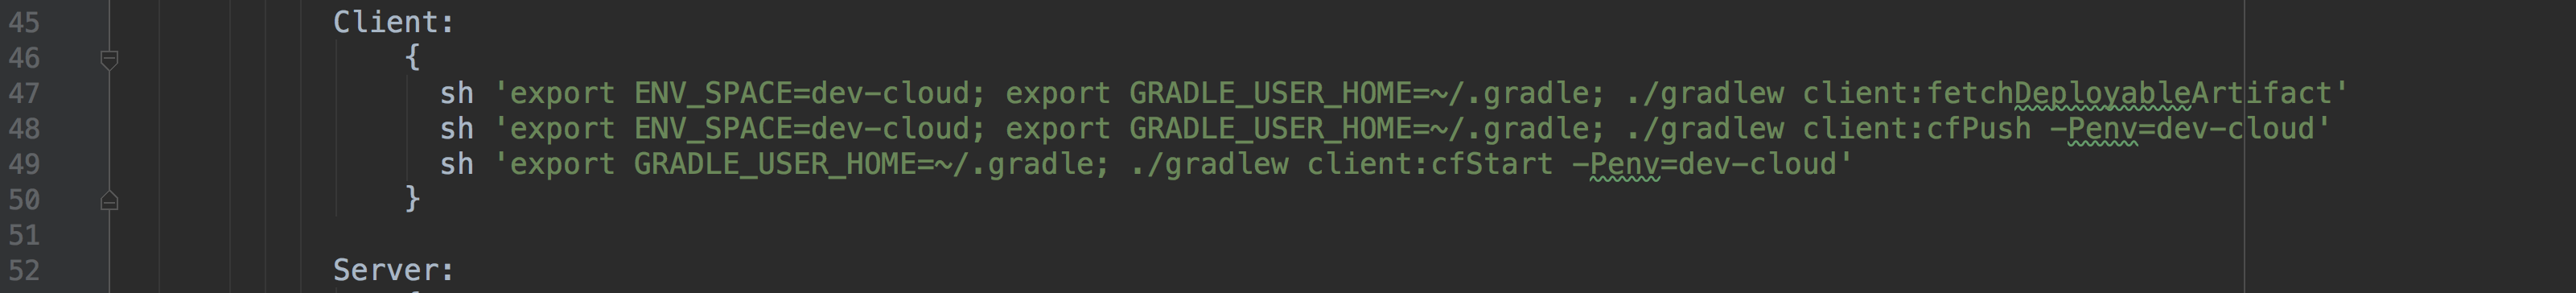 45 Client:
46 {
47 sh 'export ENV_SPACE=dev-cloud; export GRADLE_USER_HOME=~/.gradle; ./gradlew client:fetchDeployableArtifact'
48 sh 'export ENV_SPACE=dev-cloud; export GRADLE_USER_HOME=~/.gradle; ./gradlew client:cfPush -Penv=dev-cloud'
49 sh 'export GRADLE_USER_HOME=~/.gradle; ./gradlew client:cfStart -Penv=dev-cloud'
50 }
51
52 Server: